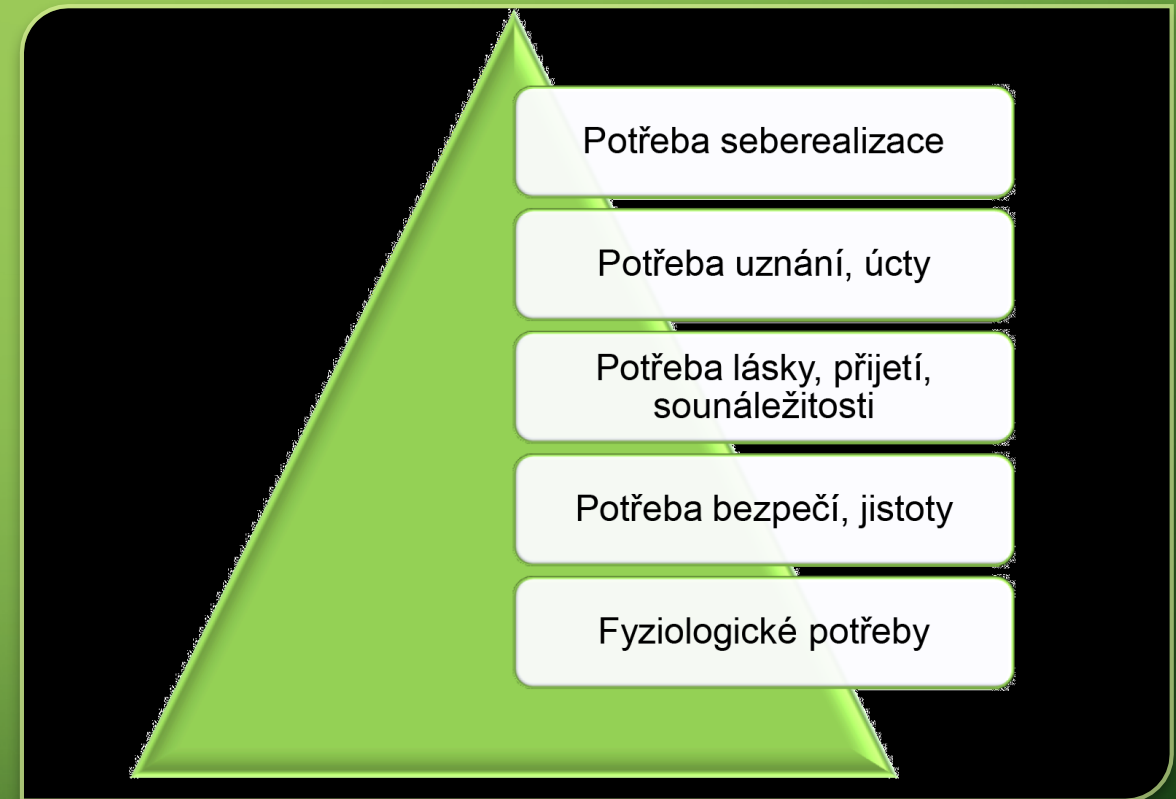 Potřeba seberealizace
Potřeba uznání, úcty
Potřeba lásky, přijetí,
sounáležitosti
Potřeba bezpečí, jistoty
Fyziologické potřeby